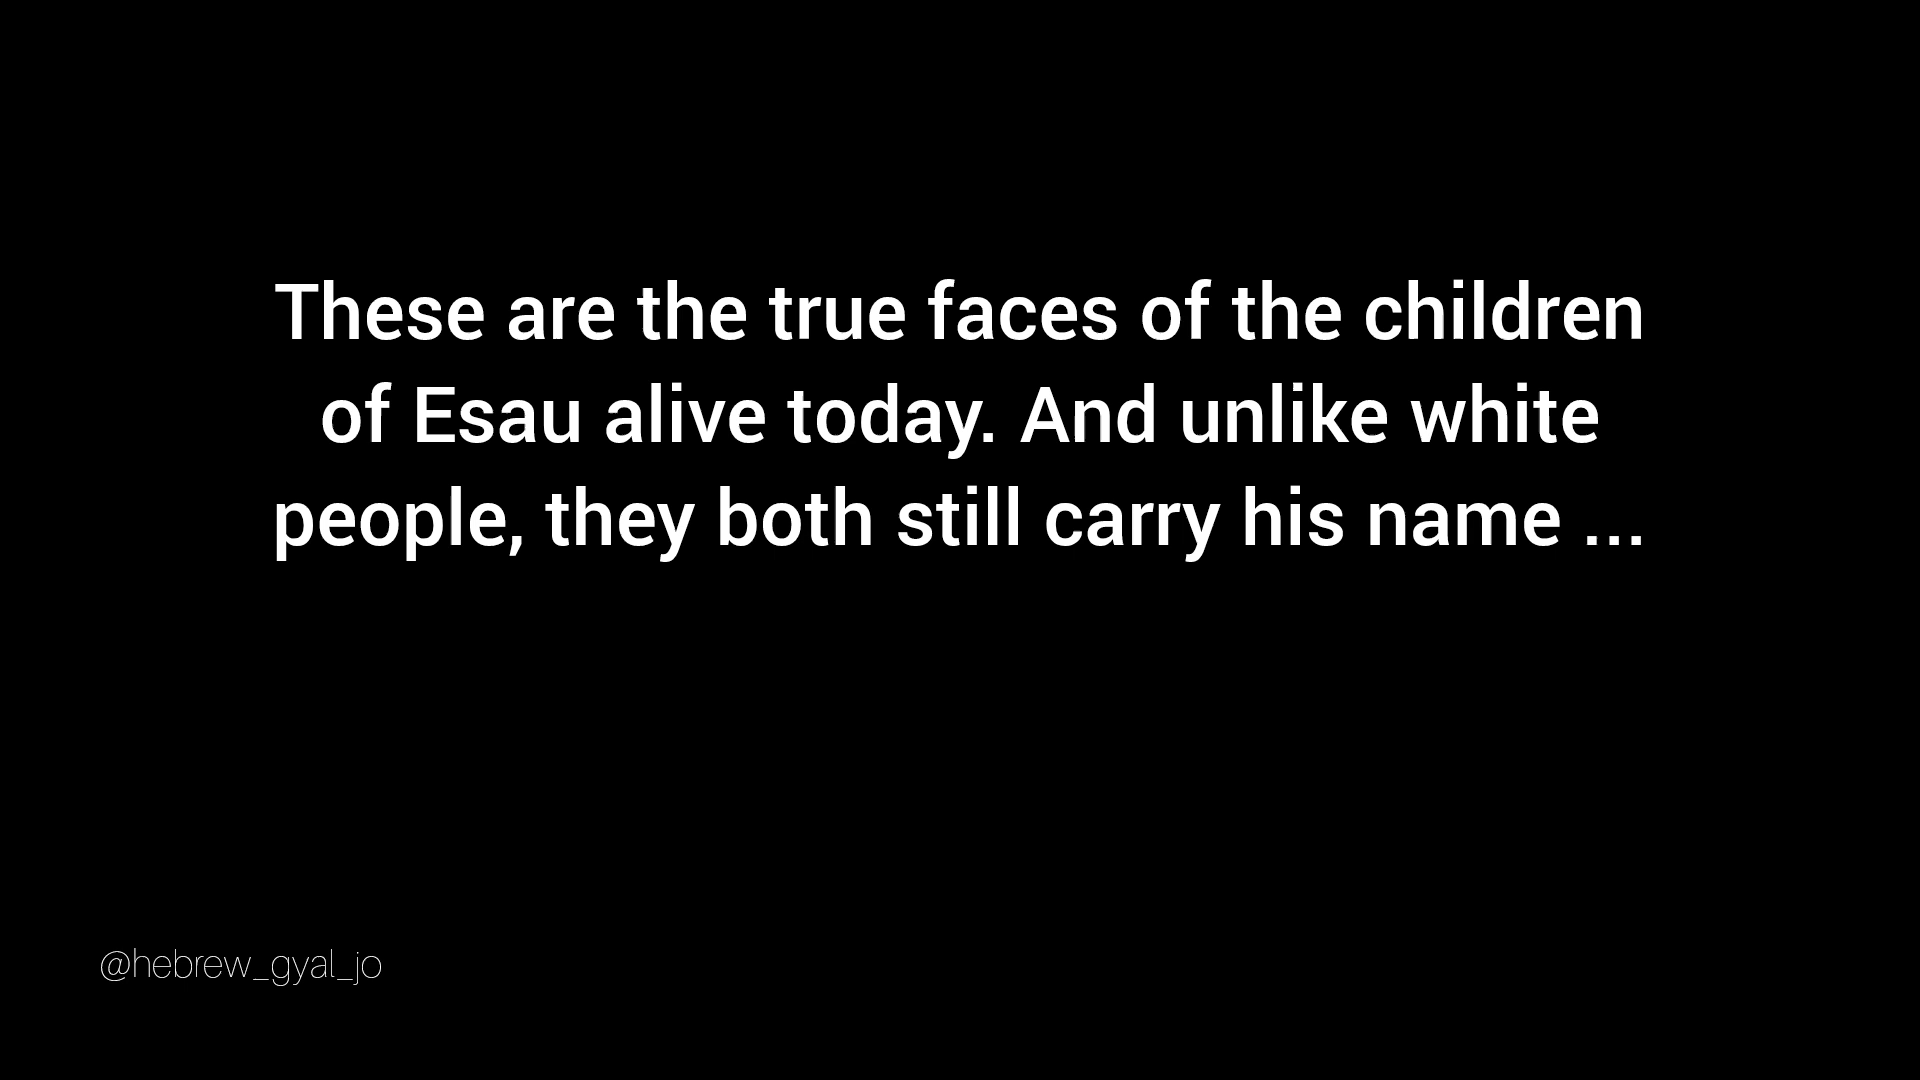 These are the true faces of the children
of Esau alive today. And unlike white
people, they both still carry his name ...
@hebrew_gyal_jo